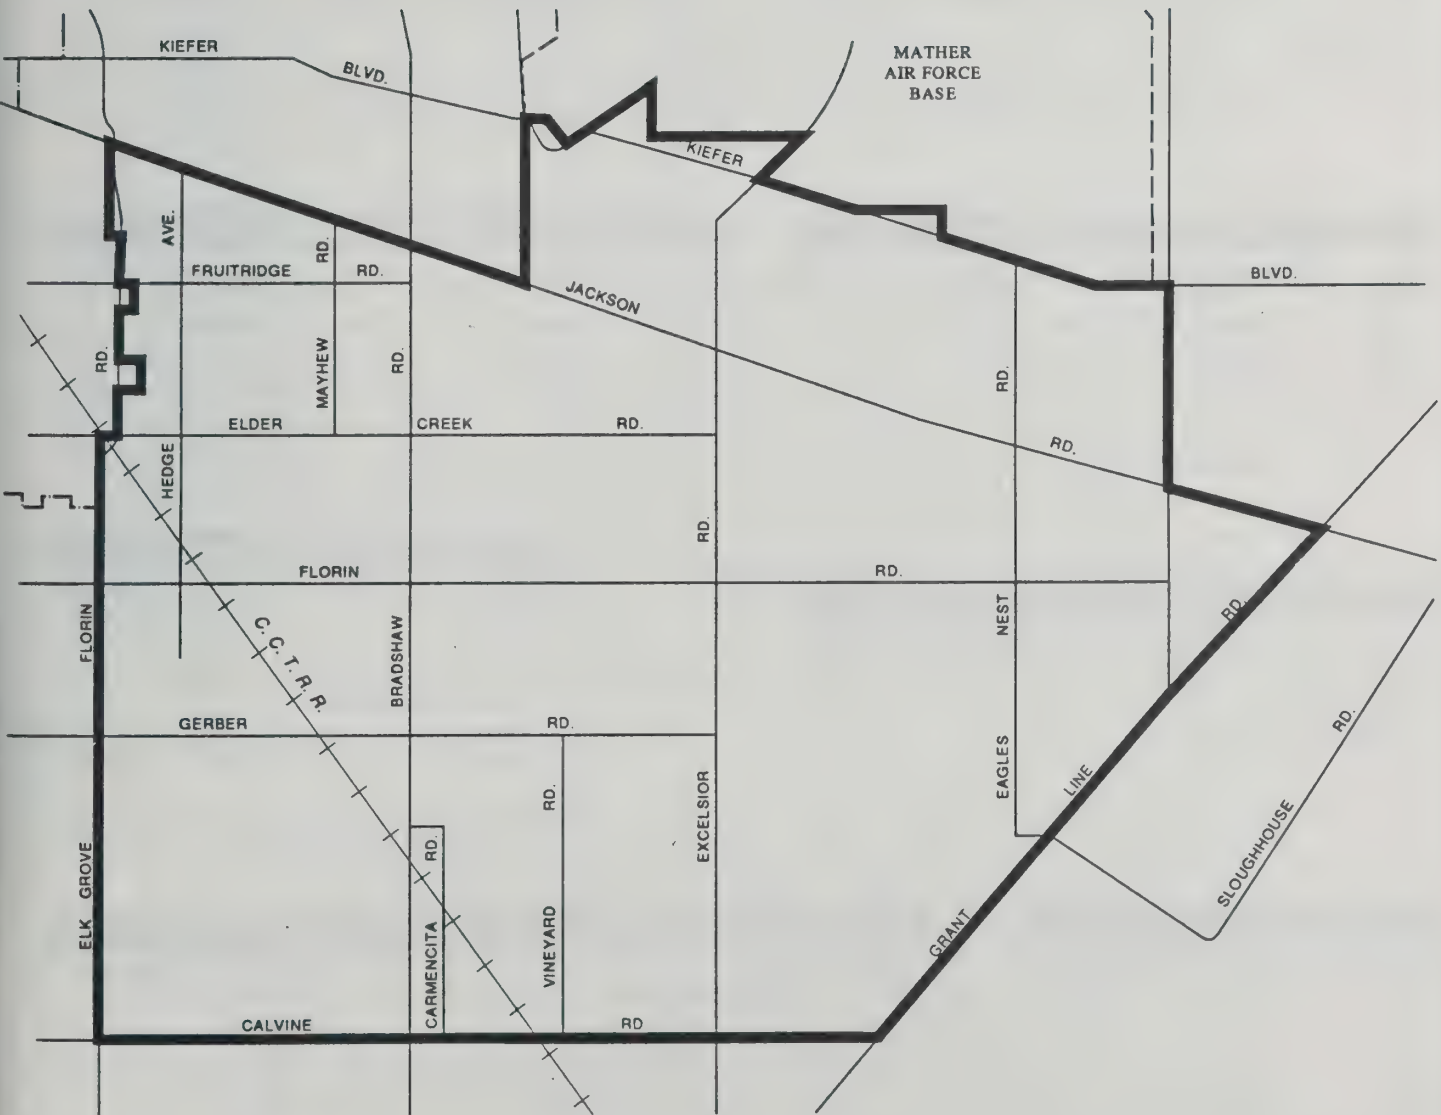 KIEFER
BLVD.
MATHER
AIR FORCE
BASE
KIEFER
AVE.
RD.
FRUITRIDGE RD.
BLVD.
JACKSON
RD.
MAYHEW
RD.
RD.
ELDER CREEK RD.
RD.
HEDGE
RD.
FLORIN RD.
FLORIN
C. C. T. R. R.
BRADSHAW
NEST
RD.
GERBER RD.
RD.
EAGLES
LINE
RD.
EXCELSIOR
RD.
SLOUGHHOUSE
ELK GROVE
CARMENCITA
VINEYARD
GRANT
CALVINE RD